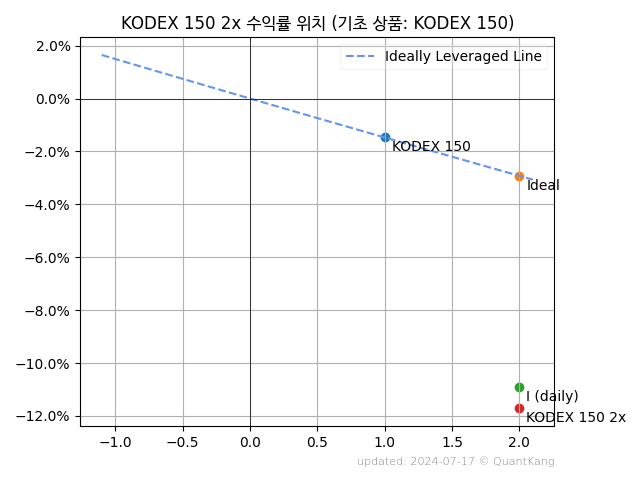 KODEX 150 2x 수익률 위치 (기초 상품: KODEX 150)
2.0%
0.0%
−2.0%
−4.0%
−6.0%
−8.0%
−10.0%
−12.0%
Ideally Leveraged Line
KODEX 150
Ideal
I (daily)
KODEX 150 2x
−1.0
−0.5
0.0
0.5
1.0
1.5
2.0
updated: 2024-07-17 © QuantKang